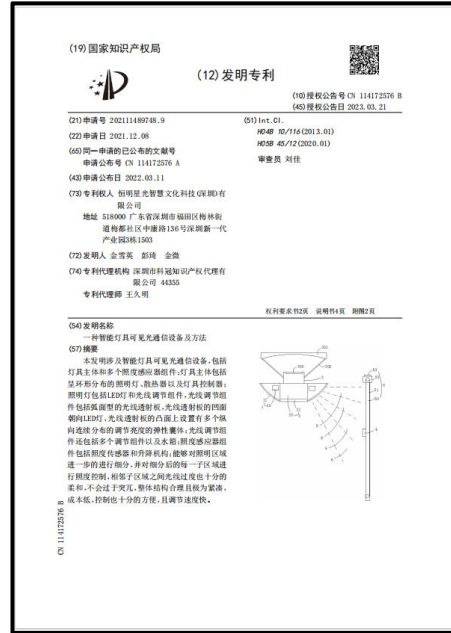 (19)国家知识产权局
(12)发明专利
(10)授权公告号 CN 114172576 B
(45)授权公告日 2023.03.21
(21)申请号 202111489748.9
(22)申请日 2021.12.08
(65)同一申请的已公布的文献号
申请公布号 CN 114172576 A
(43)申请公布日 2022.03.11
(73)专利权人 恒明星光智慧文化科技(深圳)有
限公司
地址 518000 广东省深圳市福田区梅林街
道梅都社区中康路136号深圳新一代
产业园3栋1503
(72)发明人 金雪英 彭琦 金微
(74)专利代理机构 深圳市科冠知识产权代理有
限公司 44355
专利代理师 王久明
(51)Int.Cl.
H04B 10/116(2013.01)
H05B 45/12(2020.01)
审查员 刘佳
权利要求书2页 说明书4页 附图2页
(54)发明名称
一种智能灯具可见光通信设备及方法
(57)摘要
本发明涉及智能灯具可见光通信设备,包括
灯具主体和多个照度感应器组件;灯具主体包括
呈环形分布的照明灯、散热器以及灯具控制器;
照明灯包括LED灯和光线调节组件,光线调节组
件包括弧面型的光线透射板,光线透射板的凹面
朝向LED灯,光线透射板的凸面上设置有多个纵
向连续分布的调节亮度的弹性囊体;光线调节组
件还包括多个调节组件以及水箱;照度感应器组
件包括照度传感器和升降机构;能够对照明区域
进一步的进行细分,并对细分后的每一子区域进
行照度控制,相邻子区域之间光线过度也十分的
柔和,不会过于突兀,整体结构合理且极为紧凑,
成本低,控制也十分的方便,且调节速度快。
CN 114172576 B